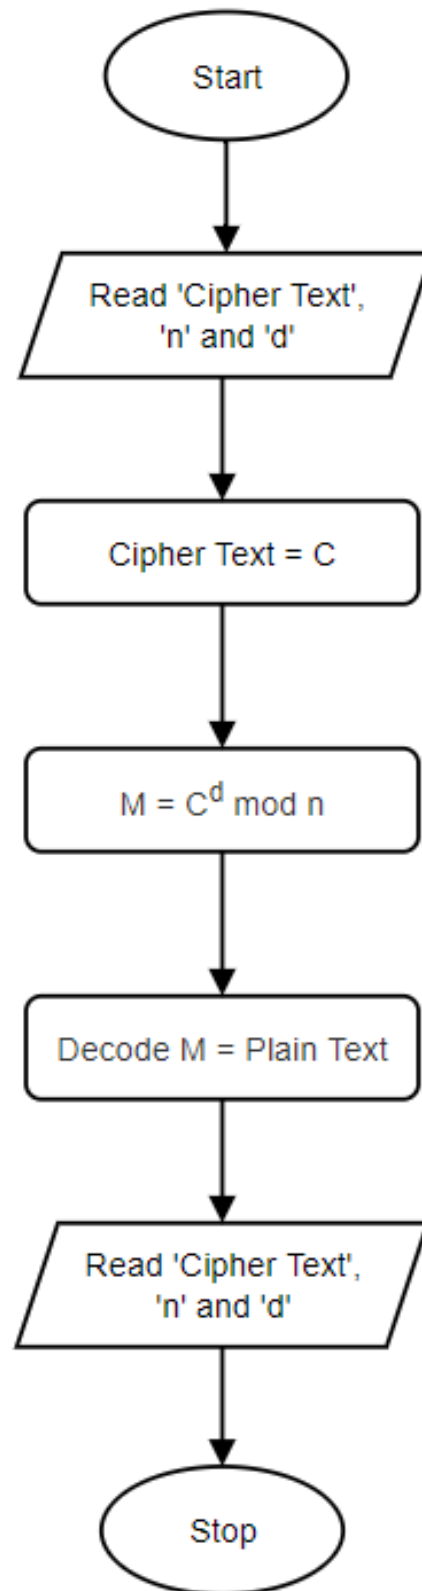 Start
Read 'Cipher Text',
'n' and 'd'
Cipher Text = C
M = C^d mod n
Decode M = Plain Text
Read 'Cipher Text',
'n' and 'd'
Stop